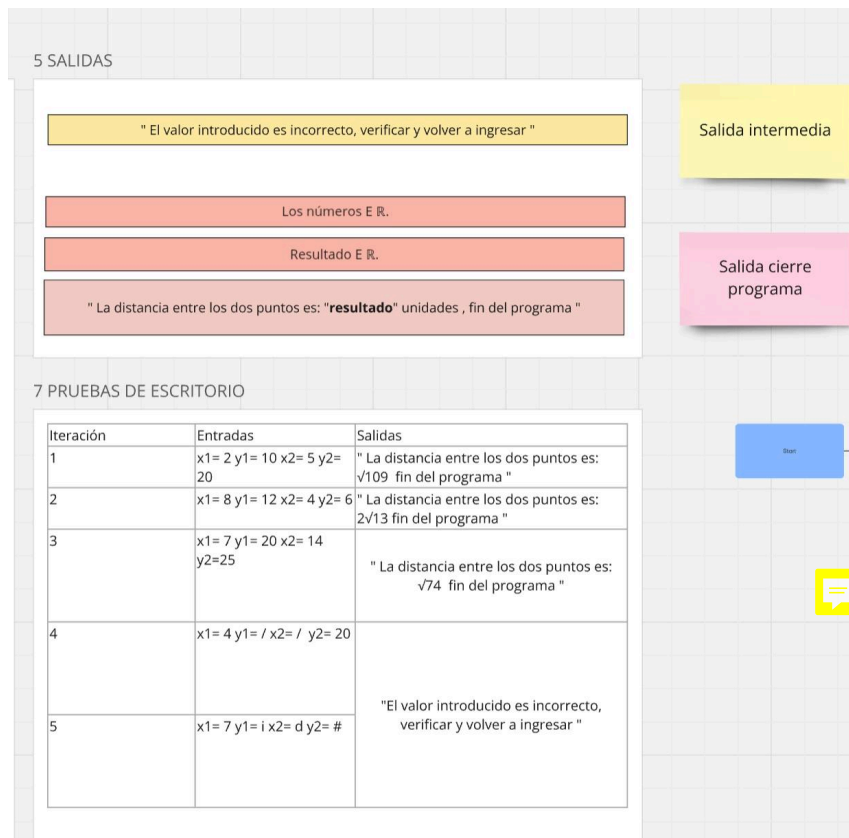 5 SALIDAS
" El valor introducido es incorrecto, verificar y volver a ingresar "
Salida intermedia
Los números E ℝ.
Resultado E ℝ.
Salida cierre
programa
" La distancia entre los dos puntos es: "resultado" unidades , fin del programa "
7 PRUEBAS DE ESCRITORIO
Iteración Entradas Salidas
1 x1= 2 y1= 10 x2= 5 y2= " La distancia entre los dos puntos es:
20 √109 fin del programa "
2 x1= 8 y1= 12 x2= 4 y2= 6 " La distancia entre los dos puntos es:
2√13 fin del programa "
3 x1= 7 y1= 20 x2= 14
y2=25
" La distancia entre los dos puntos es:
√74 fin del programa "
4 x1= 4 y1= / x2= / y2= 20
"El valor introducido es incorrecto,
verificar y volver a ingresar "
5 x1= 7 y1= i x2= d y2= #
Start